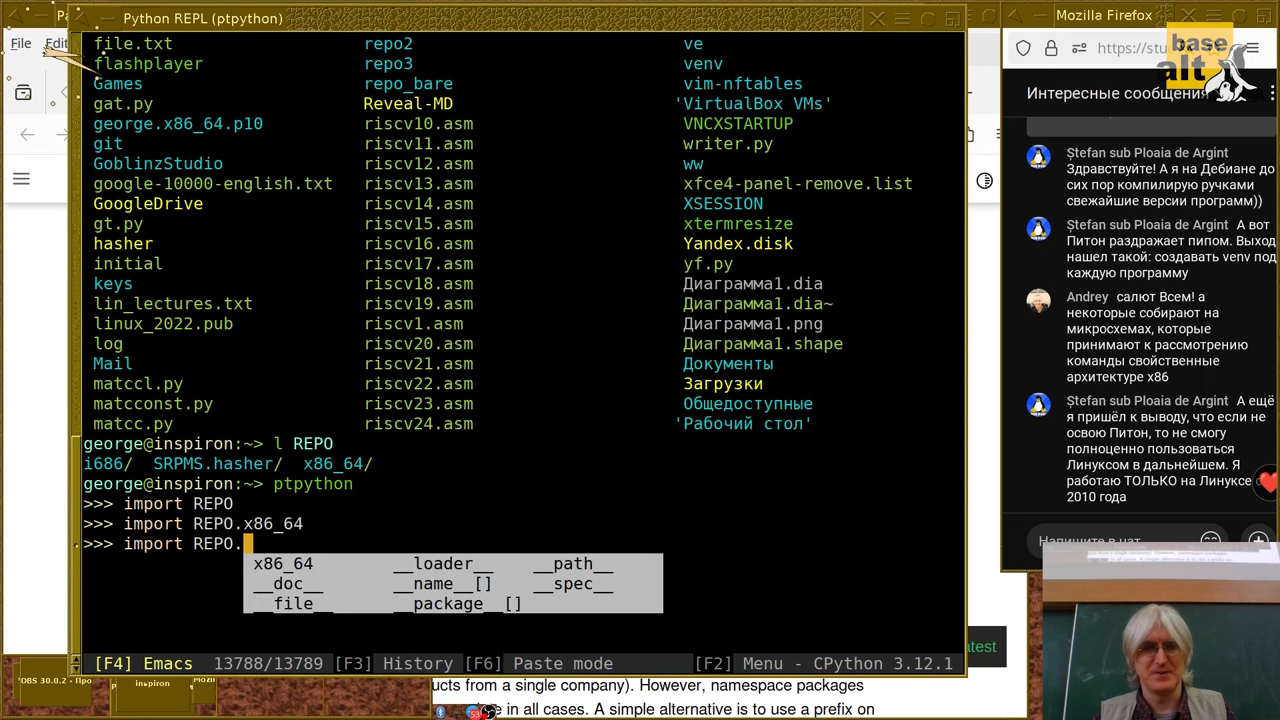 Python REPL (ptpython)
Mozilla Firefox
File Edit
file.txt repo2 ve
flashplayer repo3 venv
Games repo_bare vim-nftables
gat.py Reveal-MD 'VirtualBox VMs'
george.x86_64.p10 riscv10.asm VNCXSTARTUP
git riscv11.asm writer.py
GoblinzStudio riscv12.asm ww
google-10000-english.txt riscv13.asm xfce4-panel-remove.list
GoogleDrive riscv14.asm XSESSION
gt.py riscv15.asm xtermresize
hasher riscv16.asm Yandex.disk
initial riscv17.asm yf.py
keys riscv18.asm Диаграмма1.dia
lin_lectures.txt riscv19.asm Диаграмма1.dia~
linux_2022.pub riscv1.asm Диаграмма1.png
log riscv20.asm Диаграмма1.shape
Mail riscv21.asm Документы
matccl.py riscv22.asm Загрузки
matcconst.py riscv23.asm Общедоступные
matcc.py riscv24.asm 'Рабочий стол'
george@inspiron:~> l REPO
i686/ SRPMS.hasher/ x86_64/
george@inspiron:~> ptpython
>>> import REPO
>>> import REPO.x86_64
>>> import REPO.
x86_64 __loader__ __path__
__doc__ __name__[] __spec__
__file__ __package__[]
[F4] Emacs 13788/13789 [F3] History [F6] Paste mode [F2] Menu - CPython 3.12.1
https://stu
base
alt
Интересные сообщения
Ștefan sub Ploaia de Argint
Здравствуйте! А я на Дебиане до
сих пор компилирую ручками
свежайшие версии программ))
Ștefan sub Ploaia de Argint А вот
Питон раздражает пипом. Выход
нашел такой: создавать venv под
каждую программу
Andrey салют Всем! а
некоторые собирают на
микросхемах, которые
принимают к рассмотрению
команды свойственные
архитектуре x86
Ștefan sub Ploaia de Argint А ещё
я пришёл к выводу, что если не
освою Питон, то не смогу
полноценно пользоваться
Линуксом в дальнейшем. Я
работаю ТОЛЬКО на Линуксе с
2010 года
Напишите в чат
atest
ucts from a single company). However, namespace packages
in all cases. A simple alternative is to use a prefix on
'OBS 30.0.2 - Про
inspiron
Mozil